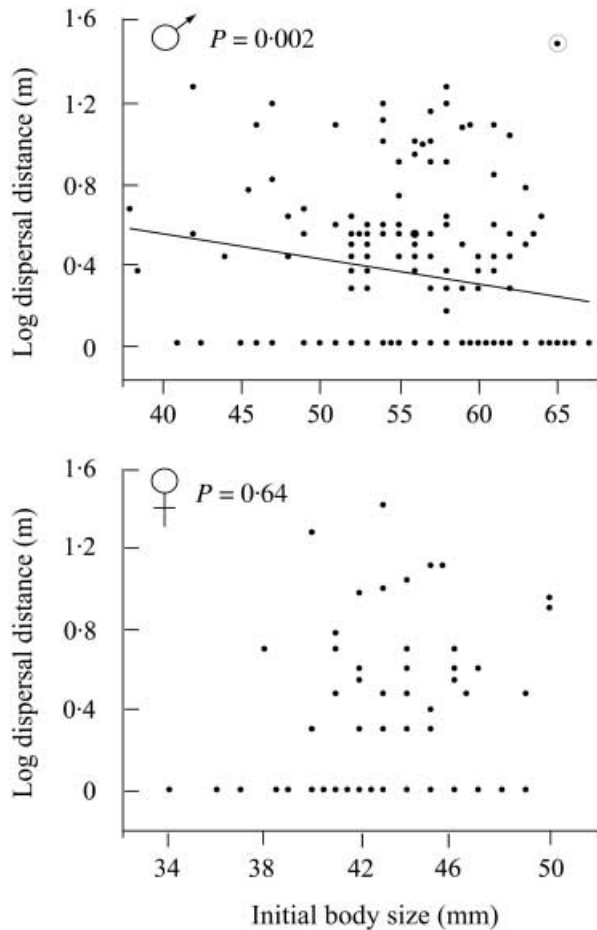 1·6
♂ P = 0·002
1·2
0·8
0·4
0
Log dispersal distance (m)
40 45 50 55 60 65
1·6
♀ P = 0·64
1·2
0·8
0·4
0
Log dispersal distance (m)
34 38 42 46 50
Initial body size (mm)